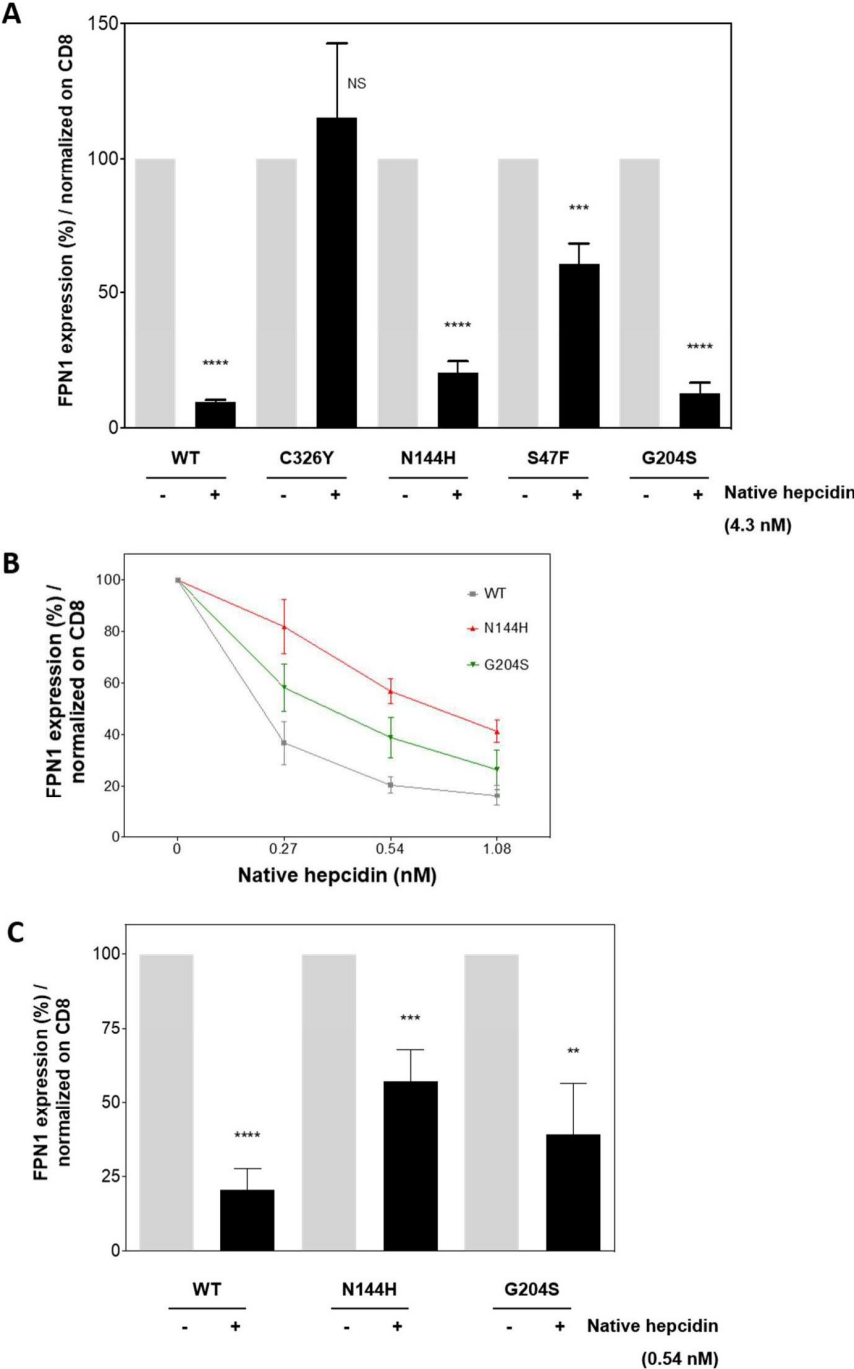 A
FPN1 expression (%) / normalized on CD8
150
100
50
0
NS
****
****
***
****
WT
C326Y
N144H
S47F
G204S
- + - + - + - + - + Native hepcidin
(4.3 nM)
B
FPN1 expression (%) /
normalized on CD8
100
80
60
40
20
0
WT
N144H
G204S
0 0.27 0.54 1.08
Native hepcidin (nM)
C
FPN1 expression (%) /
normalized on CD8
100
75
50
25
0
****
***
**
WT
N144H
G204S
- + - + - + Native hepcidin
(0.54 nM)